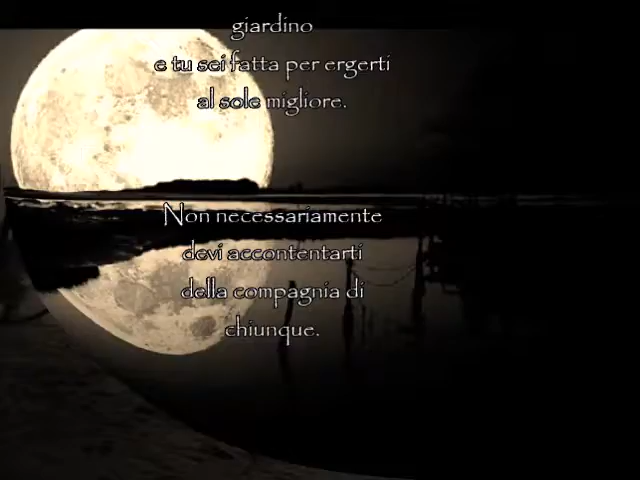 giardino
e tu sei fatta per ergerti
al sole migliore.
Non necessariamente
devi accontentarti
della compagnia di
chiunque.